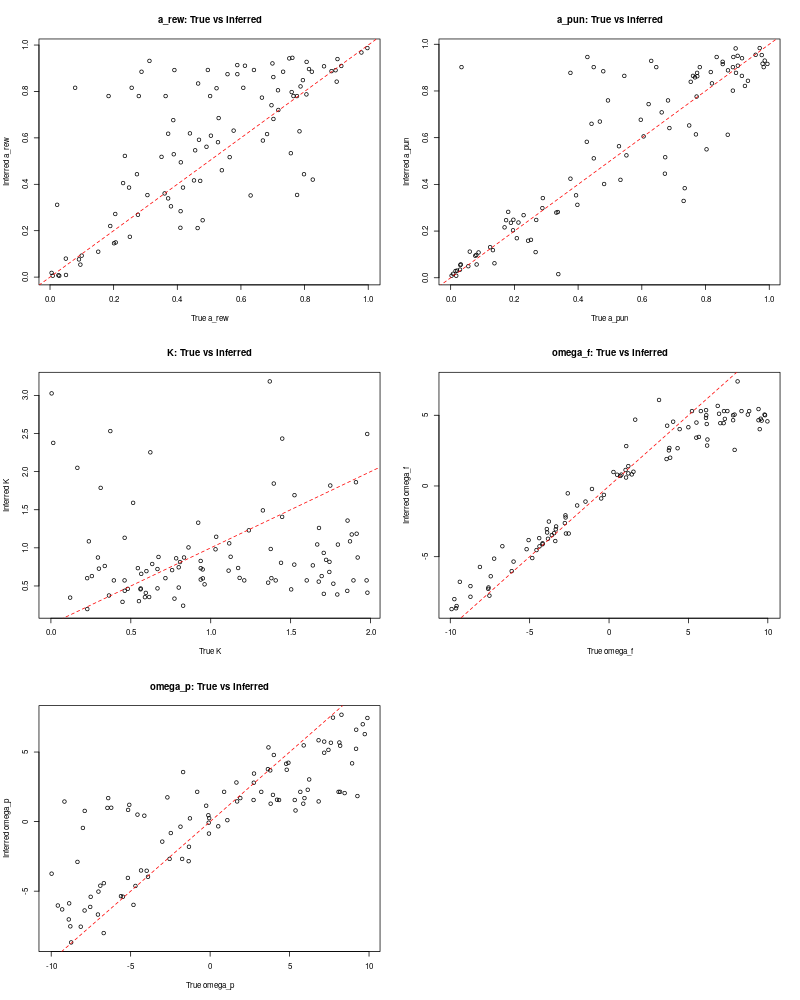 a_rew: True vs Inferred
Inferred a_rew
0.0 0.2 0.4 0.6 0.8 1.0
0.0 0.2 0.4 0.6 0.8 1.0
True a_rew
a_pun: True vs Inferred
Inferred a_pun
0.0 0.2 0.4 0.6 0.8 1.0
0.0 0.2 0.4 0.6 0.8 1.0
True a_pun
K: True vs Inferred
Inferred K
0.5 1.0 1.5 2.0 2.5 3.0
0.0 0.5 1.0 1.5 2.0
True K
omega_f: True vs Inferred
Inferred omega_f
-5 0 5
-10 -5 0 5 10
True omega_f
omega_p: True vs Inferred
Inferred omega_p
-5 0 5
-10 -5 0 5 10
True omega_p